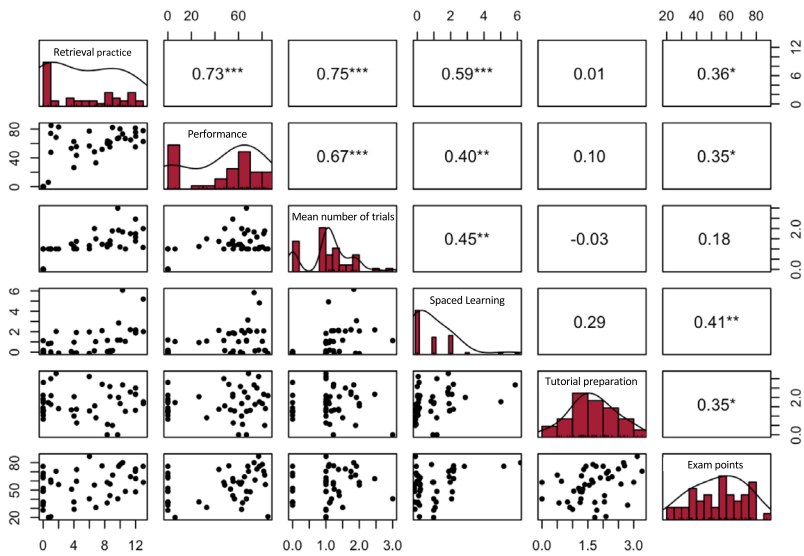 0 20 60
0 2 4 6
20 40 60 80
Retrieval practice
0.73***
0.75***
0.59***
0.01
0.36*
0 4 8 12
0 40 80
Performance
0.67***
0.40**
0.10
0.35*
Mean number of trials
0.45**
-0.03
0.18
0.0 2.0
0 2 4 6
Spaced Learning
0.29
0.41**
Tutorial preparation
0.35*
0.0 2.0
20 40 60 80
Exam points
0 4 8 12
0.0 1.0 2.0 3.0
0.0 1.5 3.0